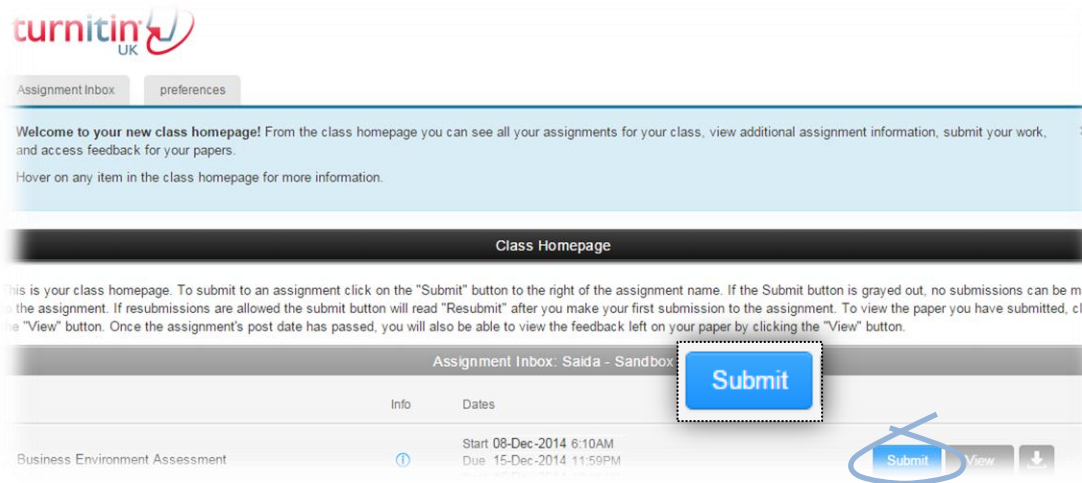 turnitin
UK
Assignment Inbox preferences
Welcome to your new class homepage! From the class homepage you can see all your assignments for your class, view additional assignment information, submit your work,
and access feedback for your papers.
Hover on any item in the class homepage for more information.
Class Homepage
This is your class homepage. To submit to an assignment click on the "Submit" button to the right of the assignment name. If the Submit button is grayed out, no submissions can be m
to the assignment. If resubmissions are allowed the submit button will read "Resubmit" after you make your first submission to the assignment. To view the paper you have submitted, cl
the "View" button. Once the assignment's post date has passed, you will also be able to view the feedback left on your paper by clicking the "View" button.
Assignment Inbox: Saida - Sandbox
Submit
Info Dates
Start 08-Dec-2014 6:10AM
Business Environment Assessment Due 15-Dec-2014 11:59PM Submit View